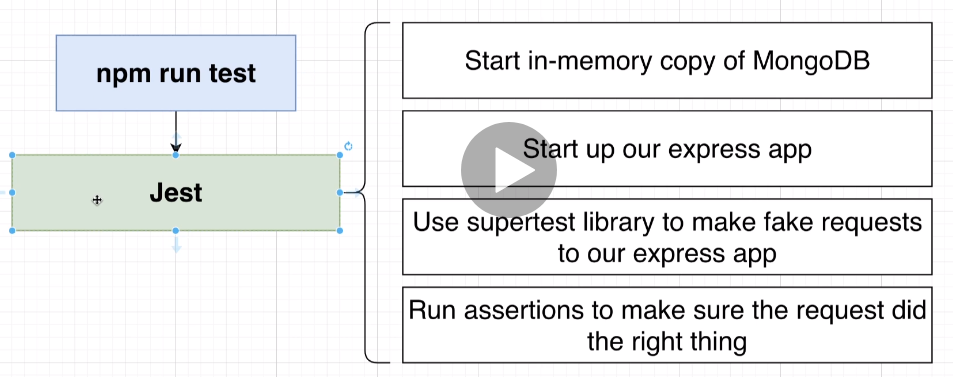 npm run test
Jest
Start in-memory copy of MongoDB
Start up our express app
Use supertest library to make fake requests
to our express app
Run assertions to make sure the request did
the right thing